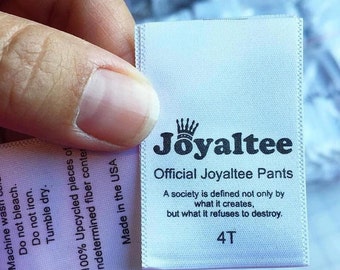 Joyaltee
Official Joyaltee Pants
A society is defined not only by
what it creates,
but what it refuses to destroy.
4T
Machine wash
Do not bleach.
Do not iron.
Tumble dry.
100% Upcycled pieces of
undetermined fiber
Made in the USA